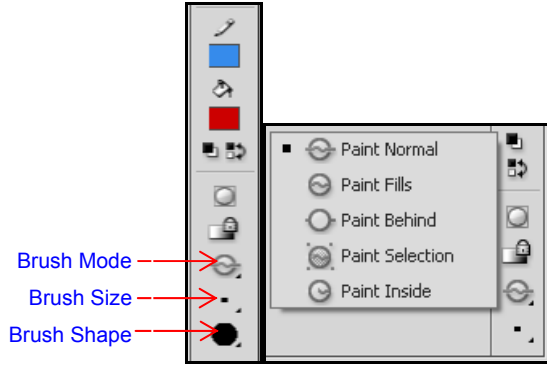 Paint Normal
Paint Fills
Paint Behind
Paint Selection
Paint Inside
Brush Mode
Brush Size
Brush Shape